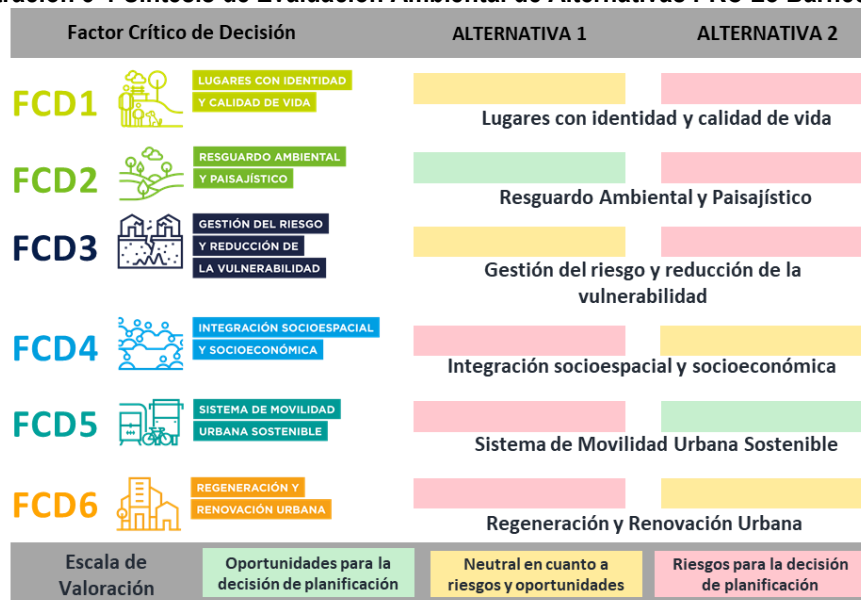 Factor Crítico de Decisión ALTERNATIVA 1 ALTERNATIVA 2
FCD1
LUGARES CON IDENTIDAD
Y CALIDAD DE VIDA
Lugares con identidad y calidad de vida
FCD2
RESGUARDO AMBIENTAL
Y PAISAJÍSTICO
Resguardo Ambiental y Paisajístico
FCD3
GESTIÓN DEL RIESGO
Y REDUCCIÓN DE
LA VULNERABILIDAD
Gestión del riesgo y reducción de la
vulnerabilidad
FCD4
INTEGRACIÓN SOCIOESPACIAL
Y SOCIOECONÓMICA
Integración socioespacial y socioeconómica
FCD5
SISTEMA DE MOVILIDAD
URBANA SOSTENIBLE
Sistema de Movilidad Urbana Sostenible
FCD6
REGENERACIÓN Y
RENOVACIÓN URBANA
Regeneración y Renovación Urbana
Escala de
Valoración
Oportunidades para la
decisión de planificación
Neutral en cuanto a
riesgos y oportunidades
Riesgos para la decisión
de planificación